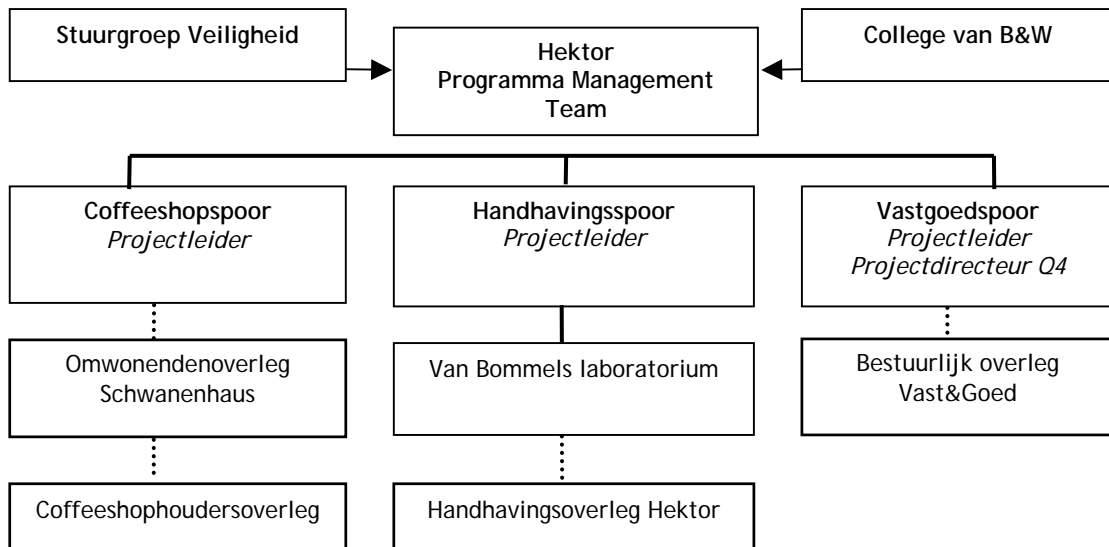 Stuurgroep Veiligheid
Hektor
Programma Management
Team
College van B&W
Coffeeshopspoor
Projectleider
Handhavingsspoor
Projectleider
Vastgoedspoor
Projectleider
Projectdirecteur Q4
Omwonendenoverleg
Schwanenhaus
Van Bommels laboratorium
Bestuurlijk overleg
Vast&Goed
Coffeeshophoudersoverleg
Handhavingsoverleg Hektor